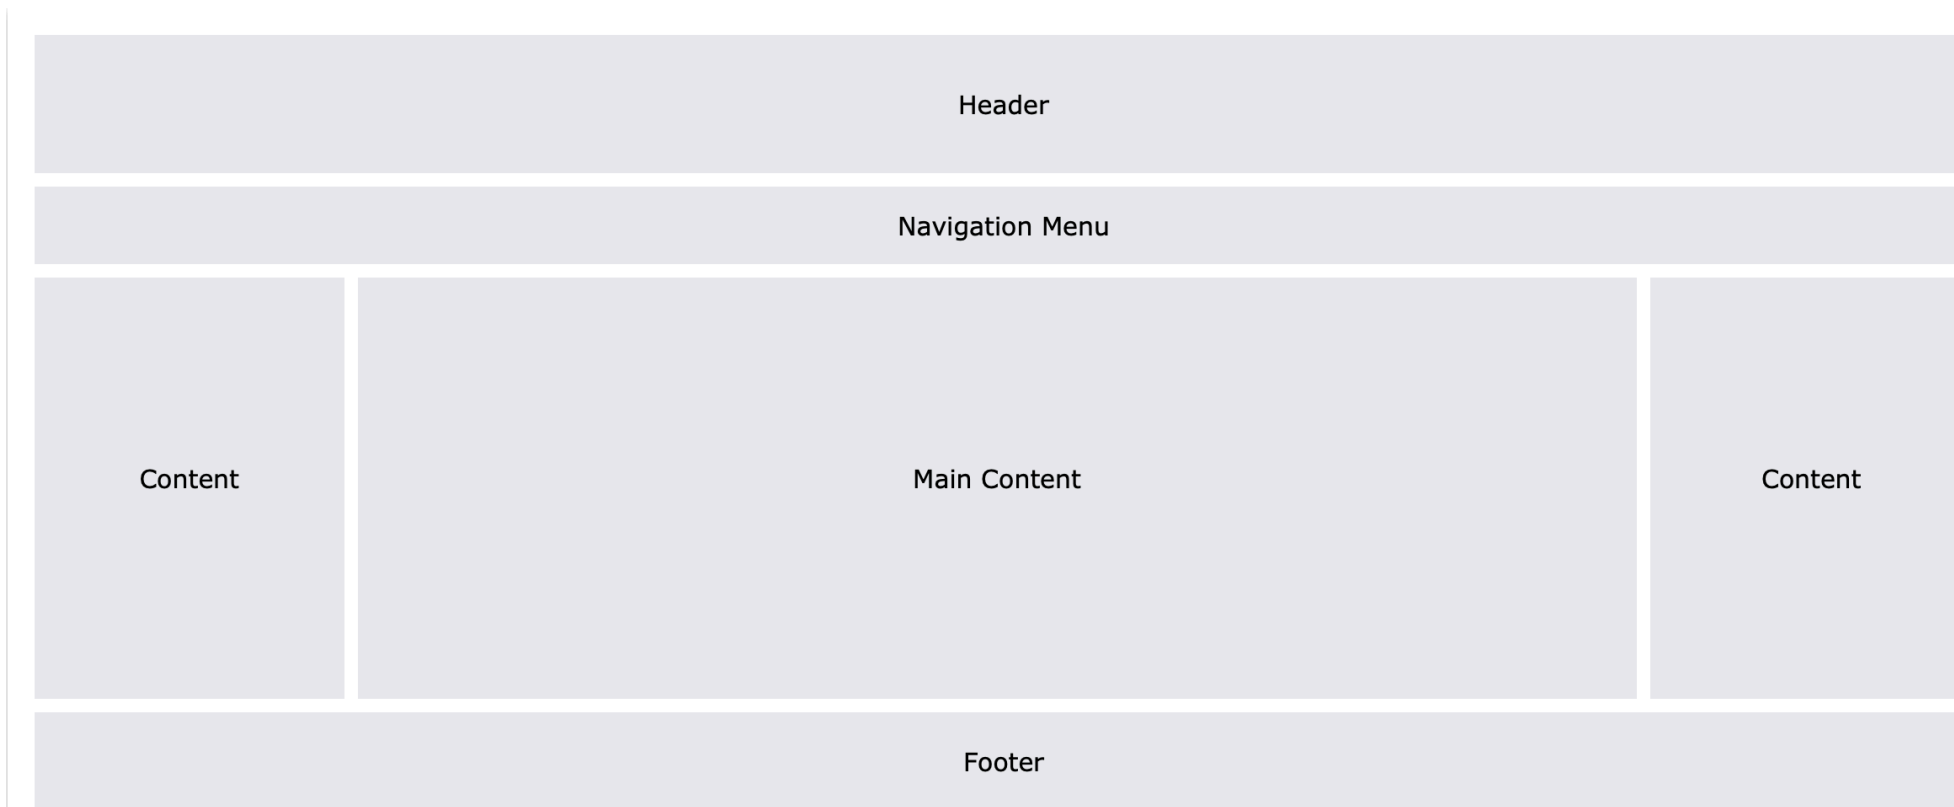 Header
Navigation Menu
Content
Main Content
Content
Footer